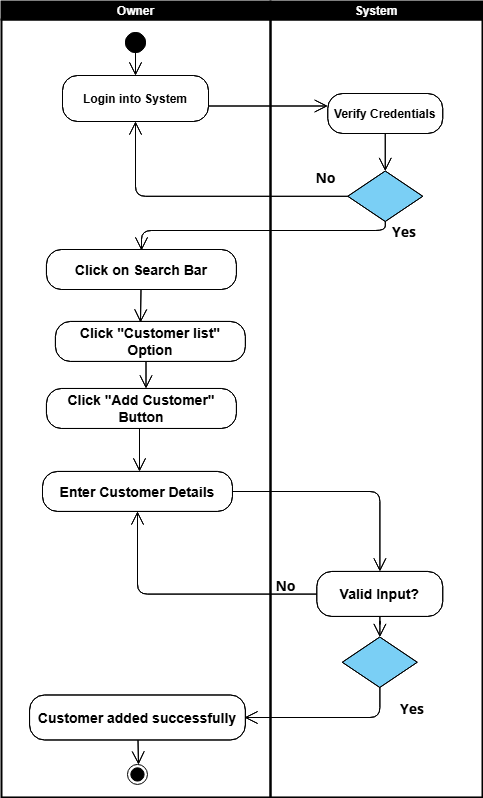 Owner
System
Login into System
Verify Credentials
No
Yes
Click on Search Bar
Click "Customer list"
Option
Click "Add Customer"
Button
Enter Customer Details
No
Valid Input?
Yes
Customer added successfully